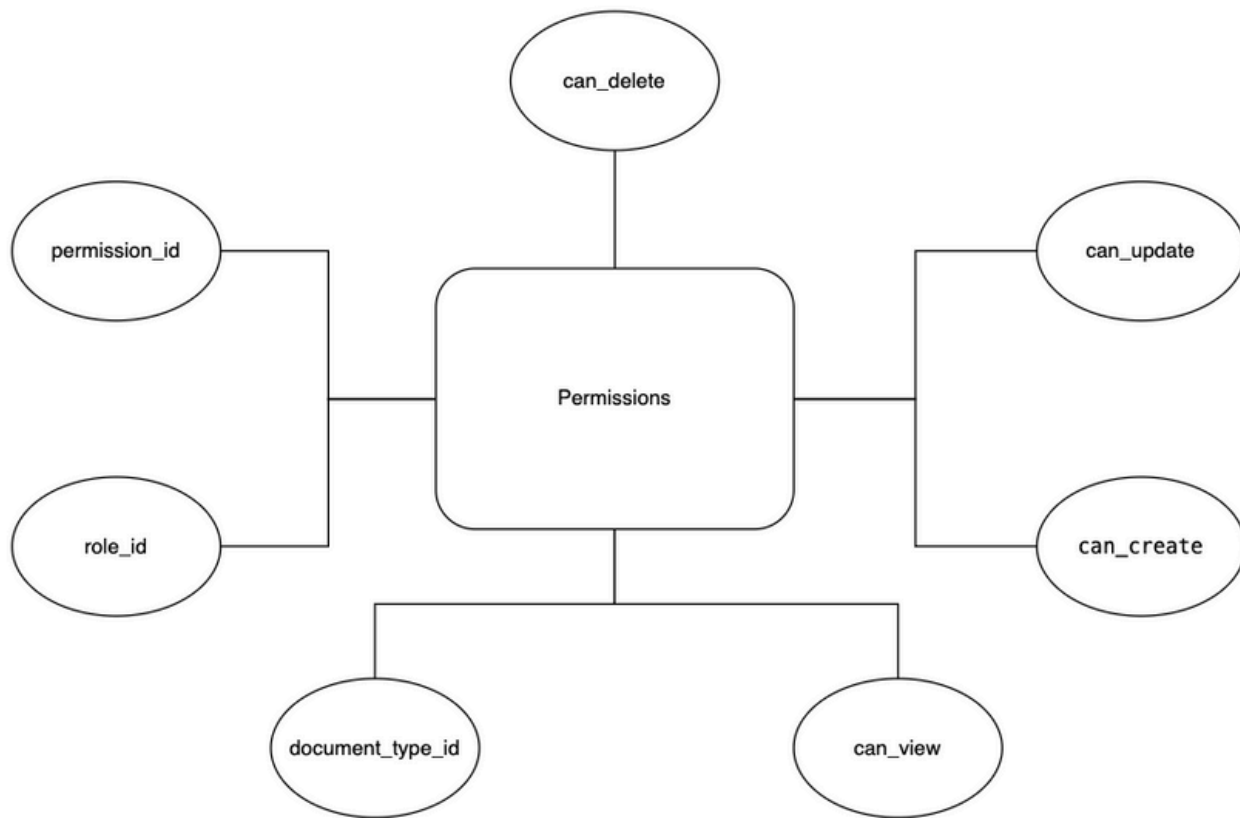 can_delete
permission_id
can_update
Permissions
role_id
can_create
document_type_id
can_view